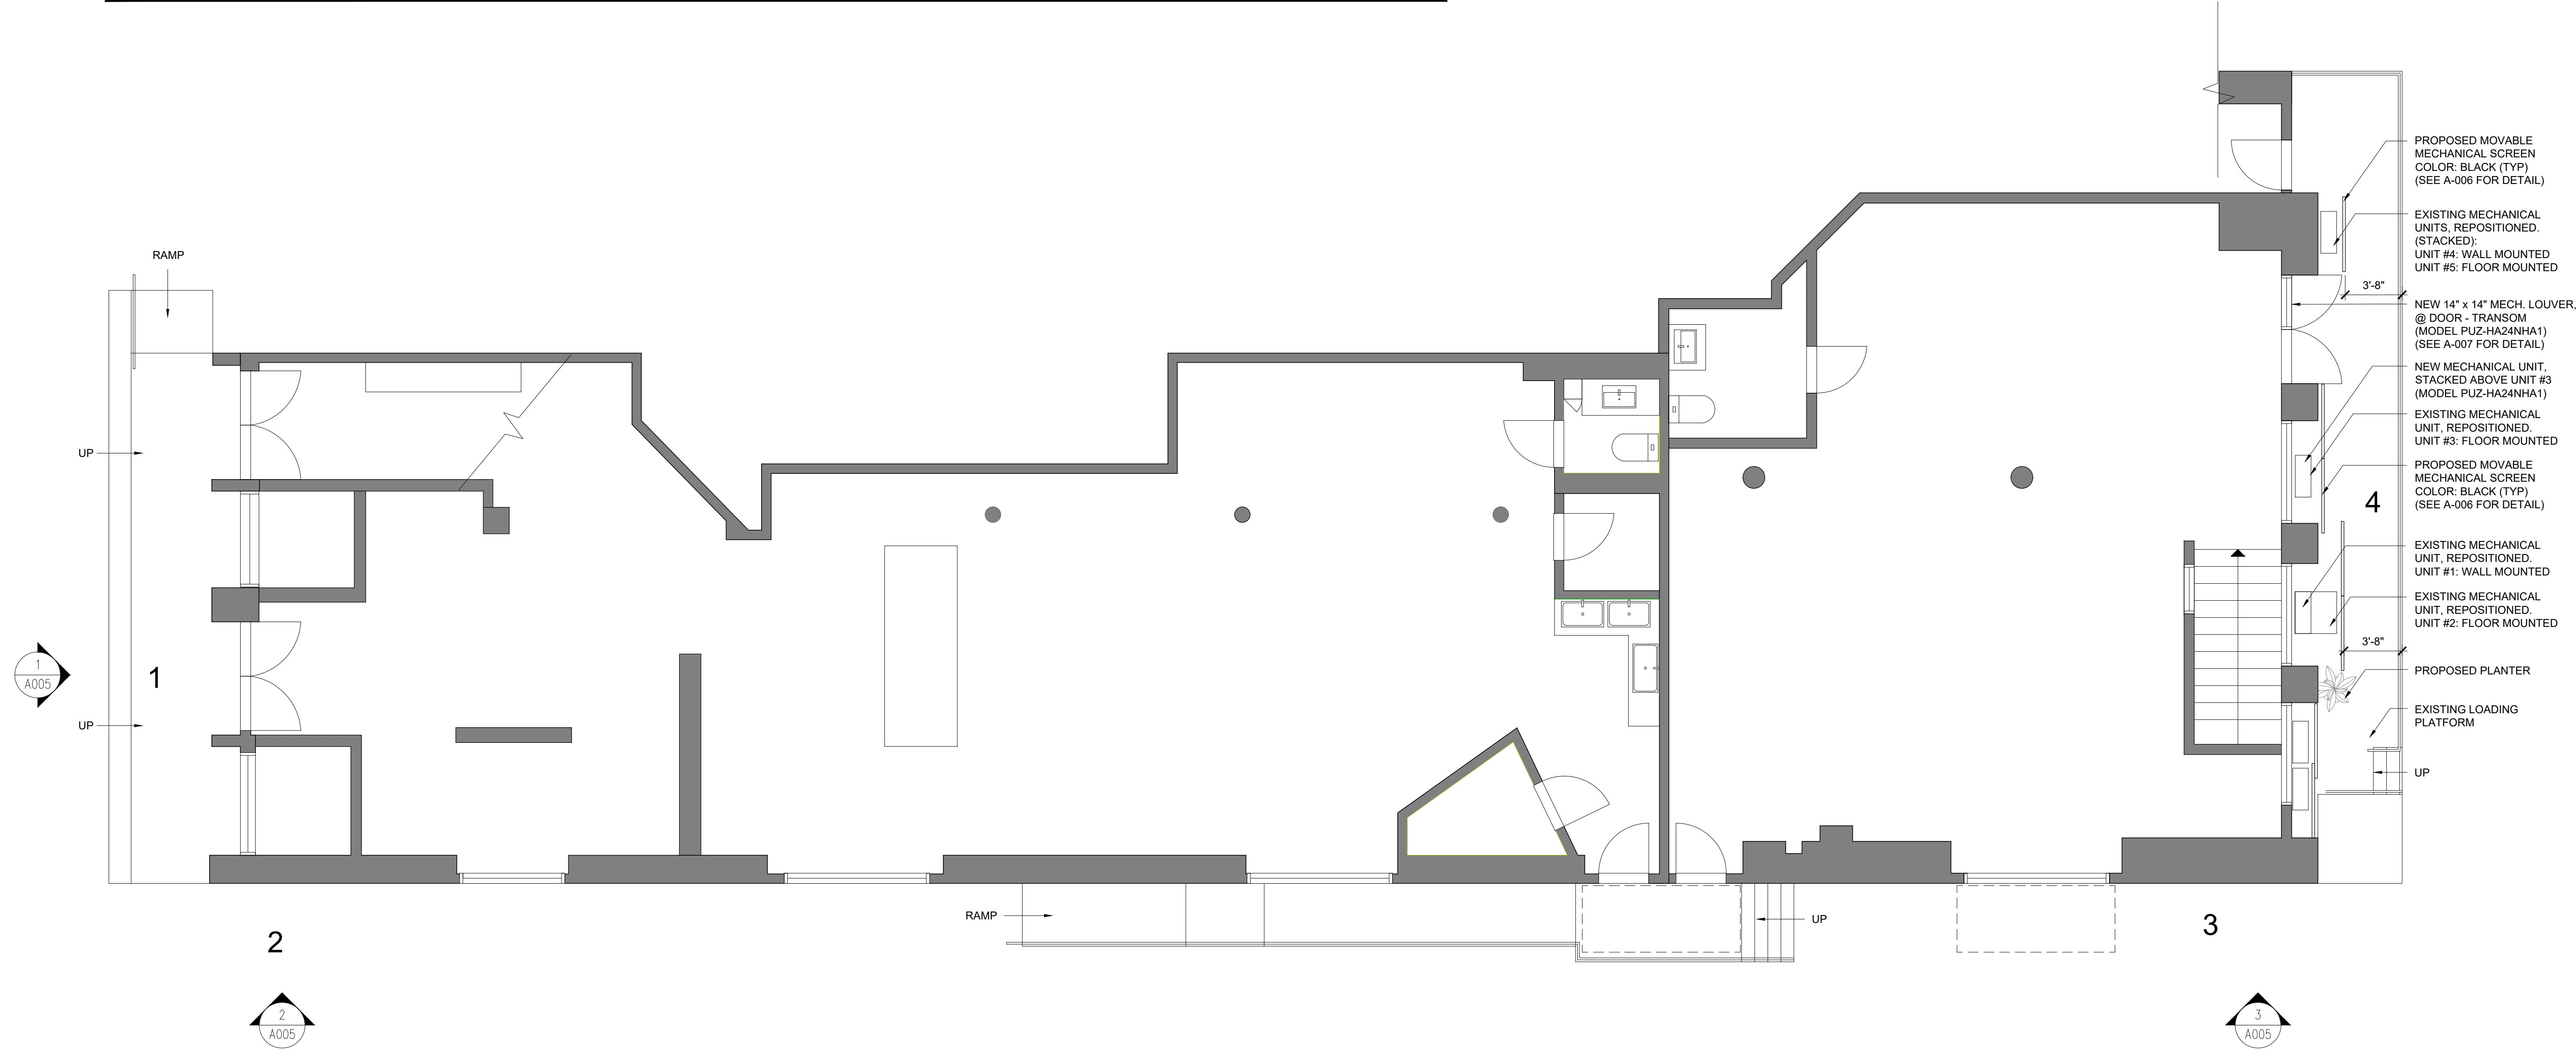 PROPOSED MOVABLE
MECHANICAL SCREEN
COLOR: BLACK (TYP)
(SEE A-006 FOR DETAIL)
EXISTING MECHANICAL
UNITS, REPOSITIONED.
(STACKED):
UNIT #4: WALL MOUNTED
UNIT #5: FLOOR MOUNTED
RAMP
3'-8"
NEW 14" x 14" MECH. LOUVER,
@ DOOR - TRANSOM
(MODEL PUZ-HA24NHA1)
(SEE A-007 FOR DETAIL)
NEW MECHANICAL UNIT,
STACKED ABOVE UNIT #3
(MODEL PUZ-HA24NHA1)
EXISTING MECHANICAL
UNIT, REPOSITIONED.
UNIT #3: FLOOR MOUNTED
UP
PROPOSED MOVABLE
MECHANICAL SCREEN
COLOR: BLACK (TYP)
(SEE A-006 FOR DETAIL)
4
EXISTING MECHANICAL
UNIT, REPOSITIONED.
UNIT #1: WALL MOUNTED
EXISTING MECHANICAL
UNIT, REPOSITIONED.
UNIT #2: FLOOR MOUNTED
3'-8"
1
A005
1
PROPOSED PLANTER
UP
EXISTING LOADING
PLATFORM
UP
RAMP
UP
2
3
2
A005
3
A005